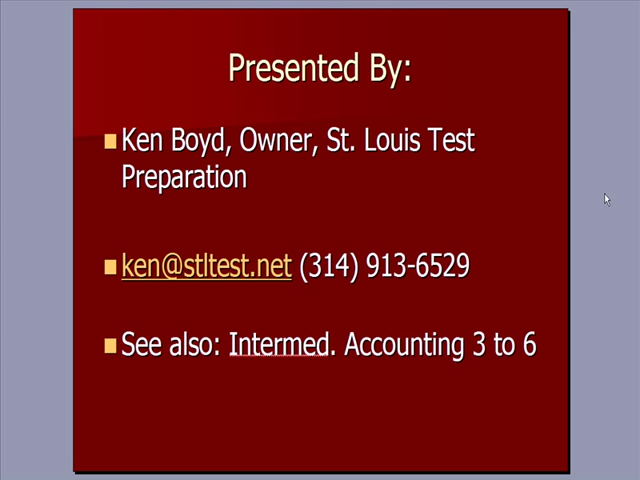 Presented By:
Ken Boyd, Owner, St. Louis Test
Preparation
ken@stltest.net (314) 913-6529
See also: Intermed. Accounting 3 to 6